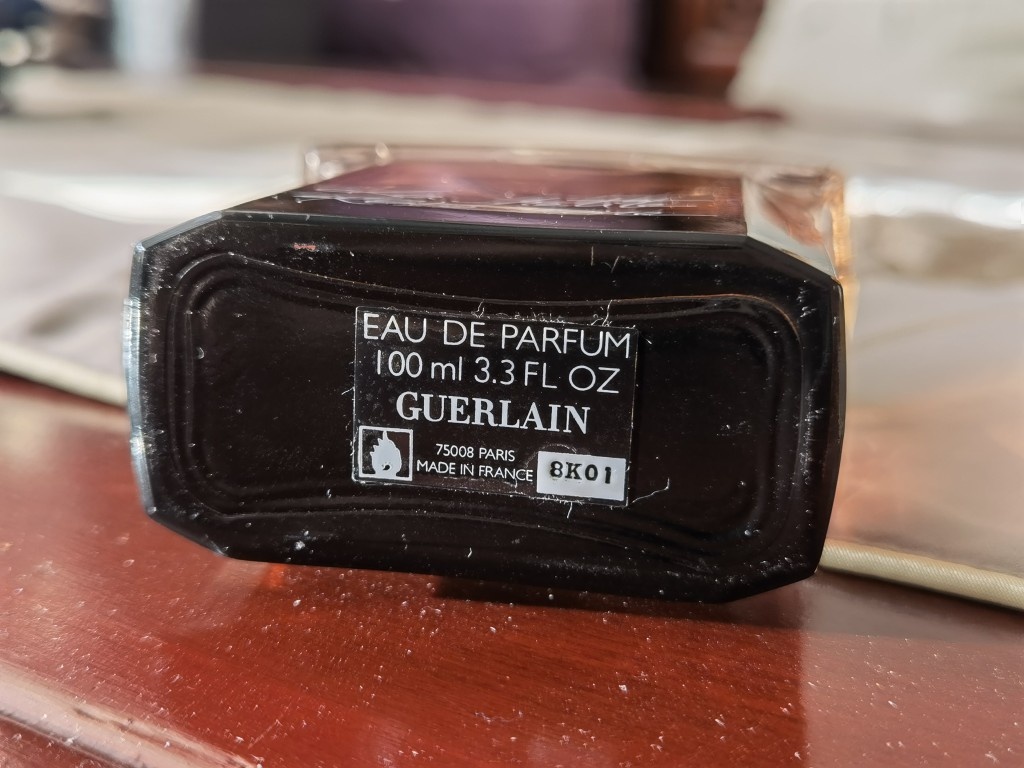 EAU DE PARFUM
100 ml 3.3 FL OZ
GUERLAIN
75008 PARIS
MADE IN FRANCE
8K01